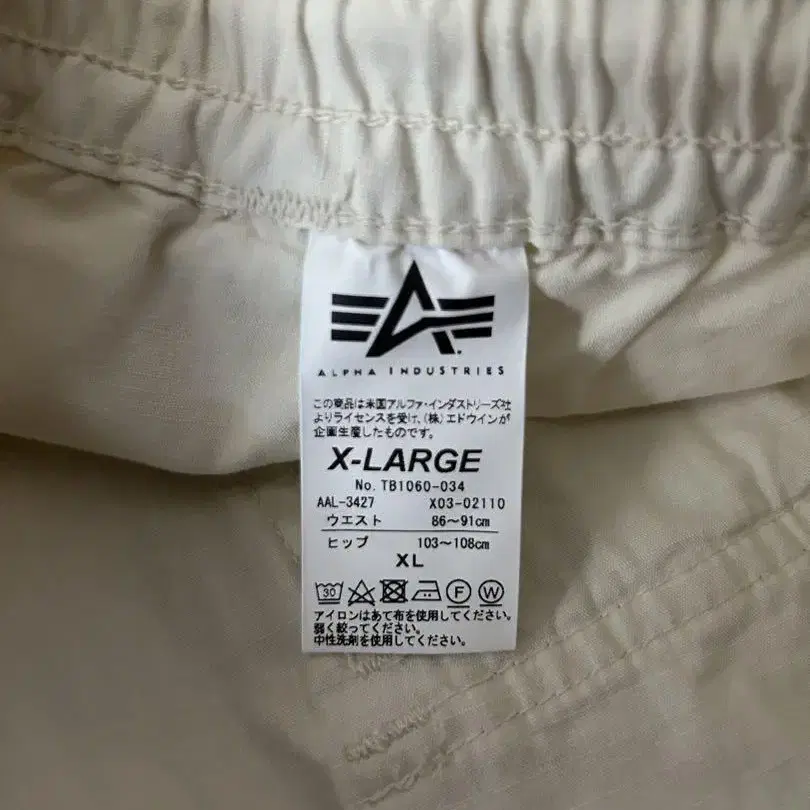 ALPHA INDUSTRIES
この商品は米国アルファ・インダストリーズ社
よりライセンスを受け、(株)エドウインが
企画生産したものです。
X-LARGE
No. TB1060-034
AAL-3427 X03-02110
ウエスト 86〜91cm
ヒップ 103〜108cm
XL
30 F W
アイロンはあて布を使用してください。
弱く絞ってください。
中性洗剤を使用してください。